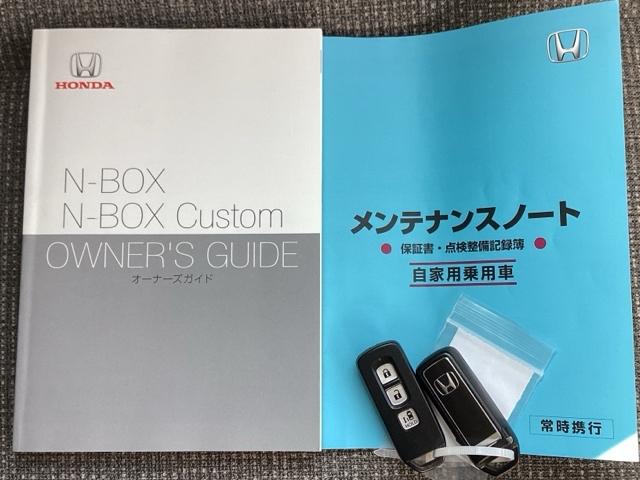 HONDA
N-BOX
N-BOX Custom
OWNER'S GUIDE
オーナーズガイド
メンテナンスノート
● 保証書・点検整備記録簿 ●
自家用乗用車
HOLD
常時携行